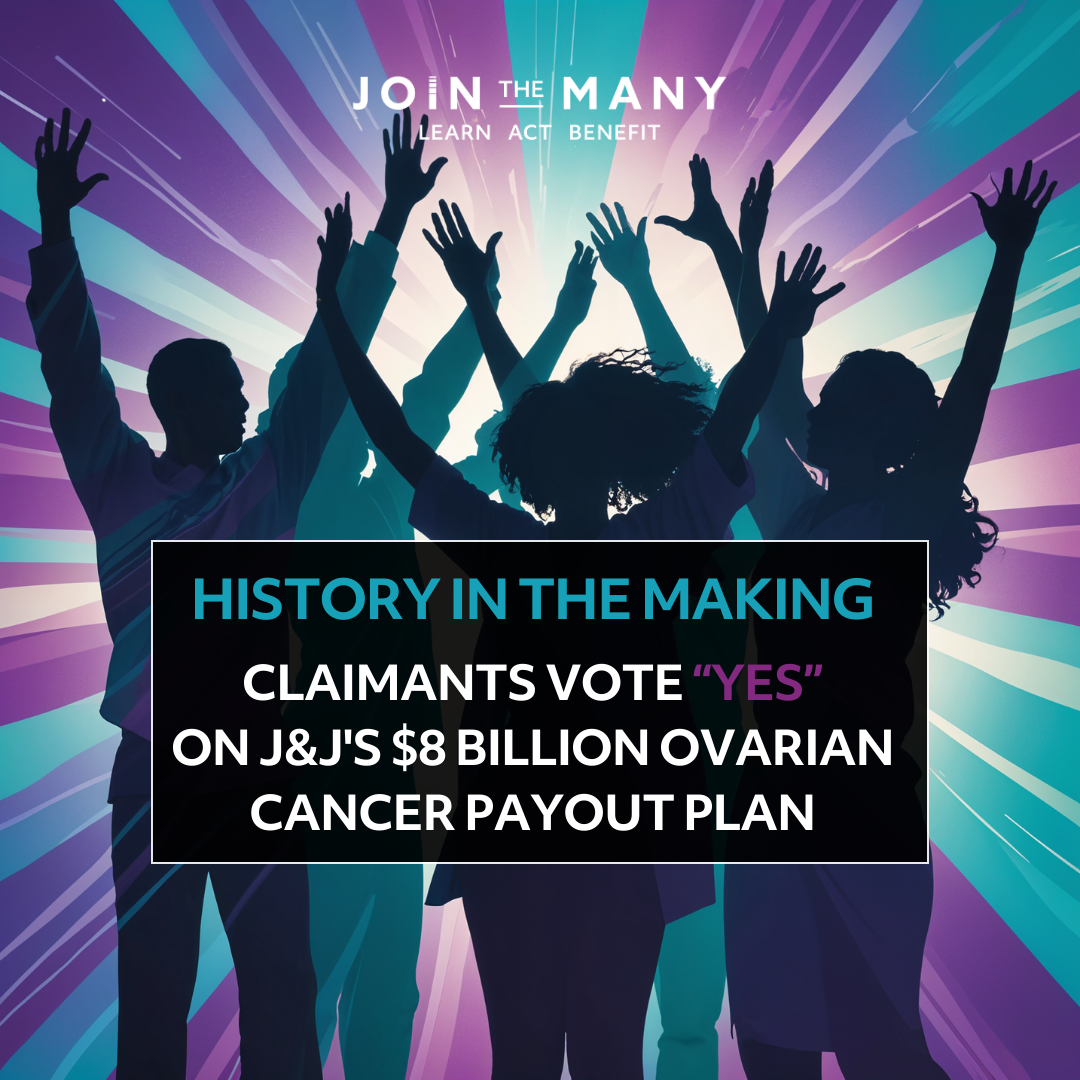 JOIN THE MANY
LEARN ACT BENEFIT
HISTORY IN THE MAKING
CLAIMANTS VOTE “YES”
ON J&J'S $8 BILLION OVARIAN
CANCER PAYOUT PLAN